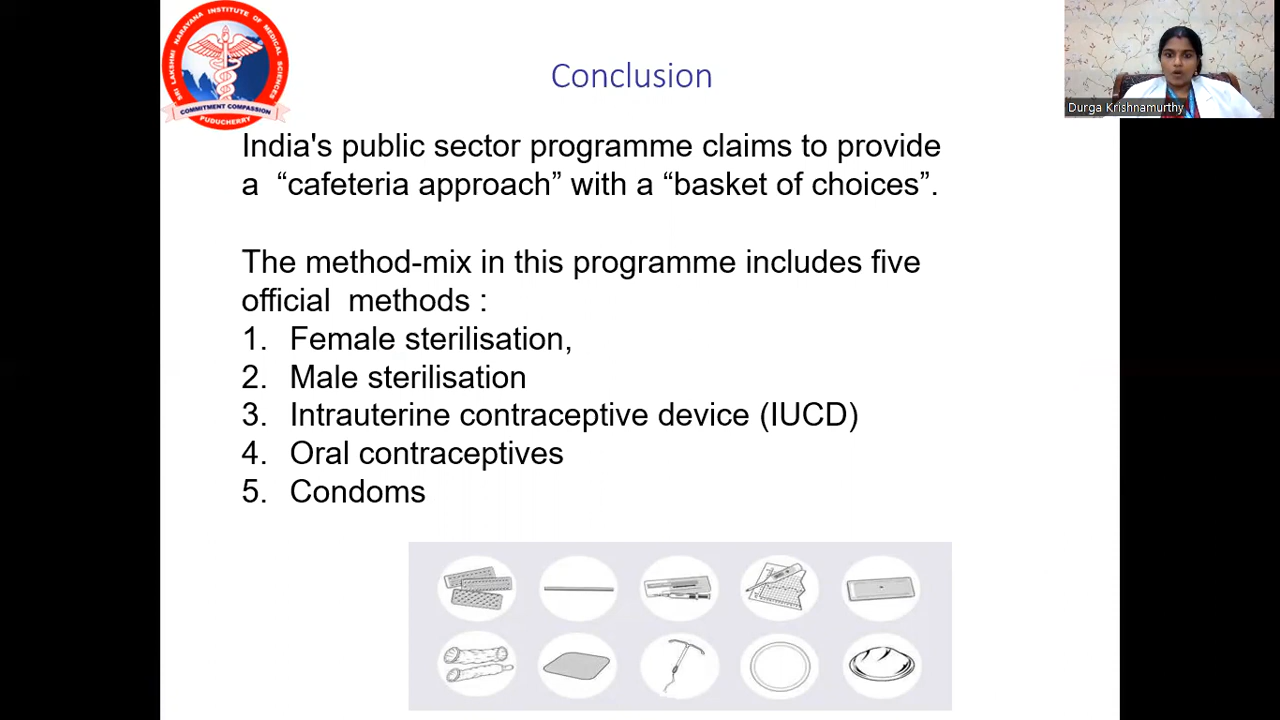 SRI LAKSHMI NARAYANA INSTITUTE OF MEDICAL SCIENCES
COMMITMENT COMPASSION
PUDUCHERRY
Conclusion
Durga Krishnamurthy
India's public sector programme claims to provide
a “cafeteria approach” with a “basket of choices”.
The method-mix in this programme includes five
official methods :
1. Female sterilisation,
2. Male sterilisation
3. Intrauterine contraceptive device (IUCD)
4. Oral contraceptives
5. Condoms